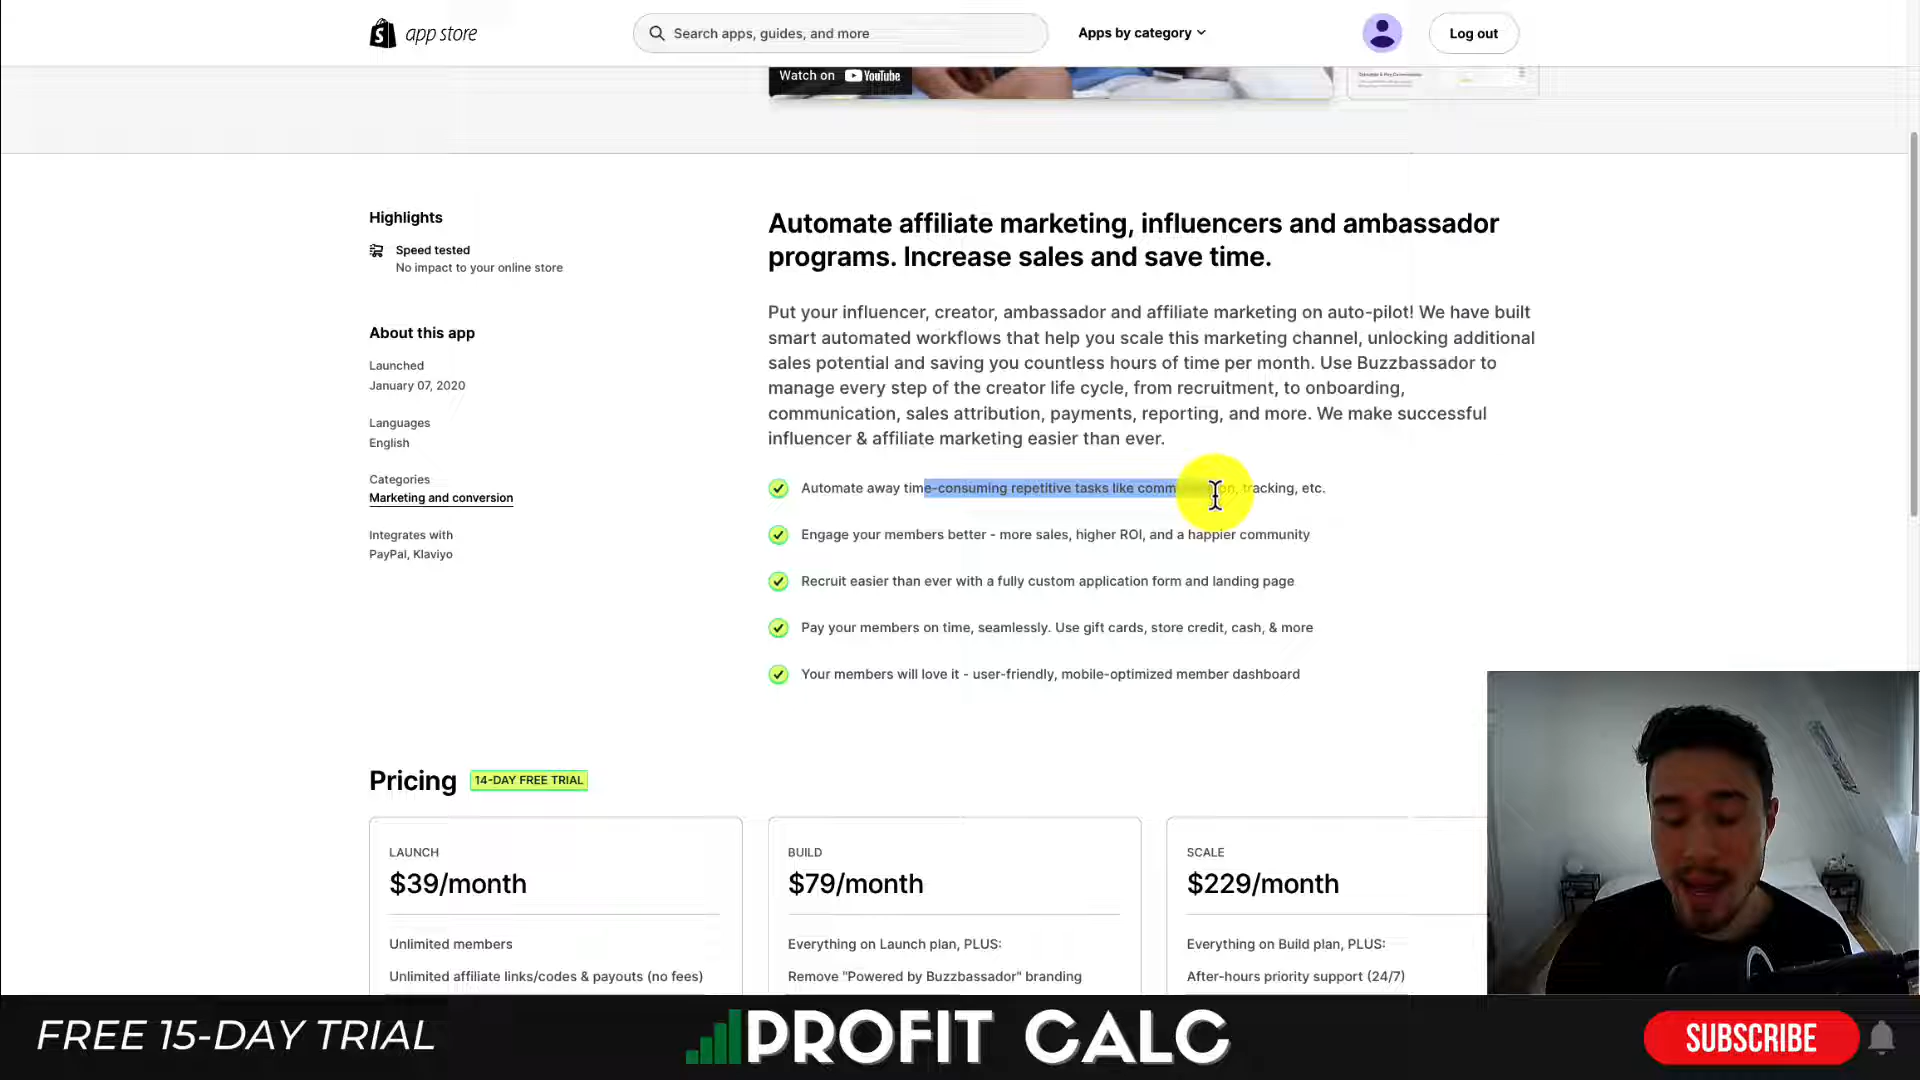 app store
Search apps, guides, and more
Apps by category
Log out
Watch on YouTube
Highlights
Speed tested
No impact to your online store
About this app
Launched
January 07, 2020
Languages
English
Categories
Marketing and conversion
Integrates with
PayPal, Klaviyo
Automate affiliate marketing, influencers and ambassador
programs. Increase sales and save time.
Put your influencer, creator, ambassador and affiliate marketing on auto-pilot! We have built
smart automated workflows that help you scale this marketing channel, unlocking additional
sales potential and saving you countless hours of time per month. Use Buzzbassador to
manage every step of the creator life cycle, from recruitment, to onboarding,
communication, sales attribution, payments, reporting, and more. We make successful
influencer & affiliate marketing easier than ever.
Automate away time-consuming repetitive tasks like communication, tracking, etc.
Engage your members better - more sales, higher ROI, and a happier community
Recruit easier than ever with a fully custom application form and landing page
Pay your members on time, seamlessly. Use gift cards, store credit, cash, & more
Your members will love it - user-friendly, mobile-optimized member dashboard
Pricing
14-DAY FREE TRIAL
LAUNCH
$39/month
Unlimited members
Unlimited affiliate links/codes & payouts (no fees)
BUILD
$79/month
Everything on Launch plan, PLUS:
Remove "Powered by Buzzbassador" branding
SCALE
$229/month
Everything on Build plan, PLUS:
After-hours priority support (24/7)
FREE 15-DAY TRIAL
PROFIT CALC
SUBSCRIBE